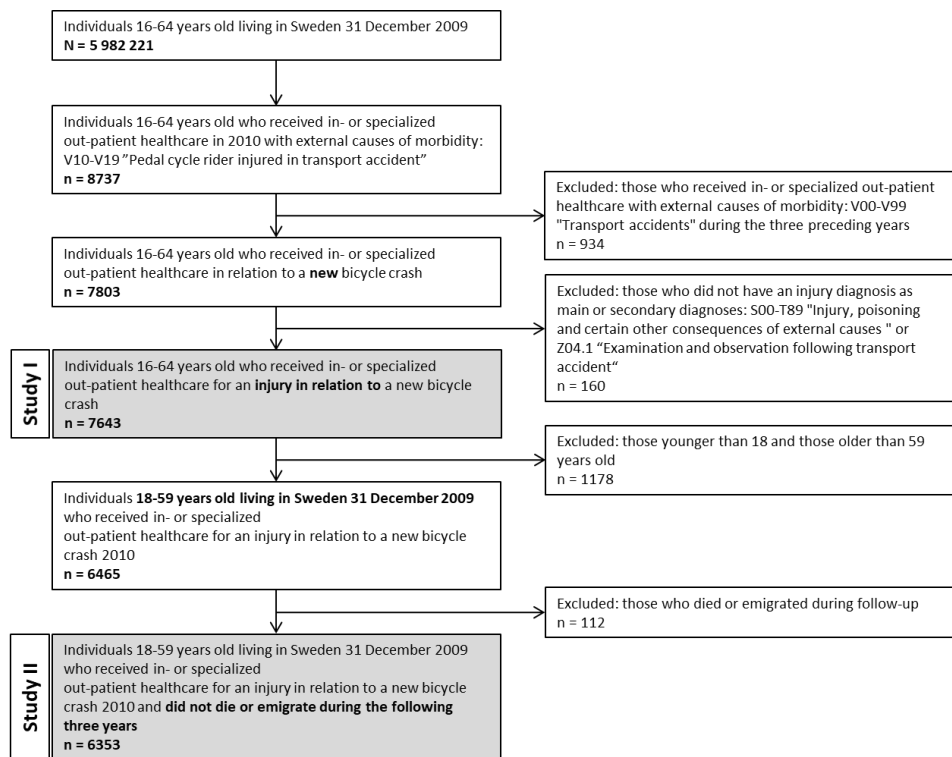 Individuals 16-64 years old living in Sweden 31 December 2009
N = 5 982 221
Individuals 16-64 years old who received in- or specialized
out-patient healthcare in 2010 with external causes of morbidity:
V10-V19 ”Pedal cycle rider injured in transport accident”
n = 8737
Excluded: those who received in- or specialized out-patient
healthcare with external causes of morbidity: V00-V99
"Transport accidents" during the three preceding years
n = 934
Individuals 16-64 years old who received in- or specialized
out-patient healthcare in relation to a new bicycle crash
n = 7803
Excluded: those who did not have an injury diagnosis as
main or secondary diagnoses: S00-T89 "Injury, poisoning
and certain other consequences of external causes " or
Z04.1 “Examination and observation following transport
accident“
n = 160
Study I
Individuals 16-64 years old who received in- or specialized
out-patient healthcare for an injury in relation to a new bicycle
crash
n = 7643
Excluded: those younger than 18 and those older than 59
years old
n = 1178
Individuals 18-59 years old living in Sweden 31 December 2009
who received in- or specialized
out-patient healthcare for an injury in relation to a new bicycle
crash 2010
n = 6465
Excluded: those who died or emigrated during follow-up
n = 112
Study II
Individuals 18-59 years old living in Sweden 31 December 2009
who received in- or specialized
out-patient healthcare for an injury in relation to a new bicycle
crash 2010 and did not die or emigrate during the following
three years
n = 6353